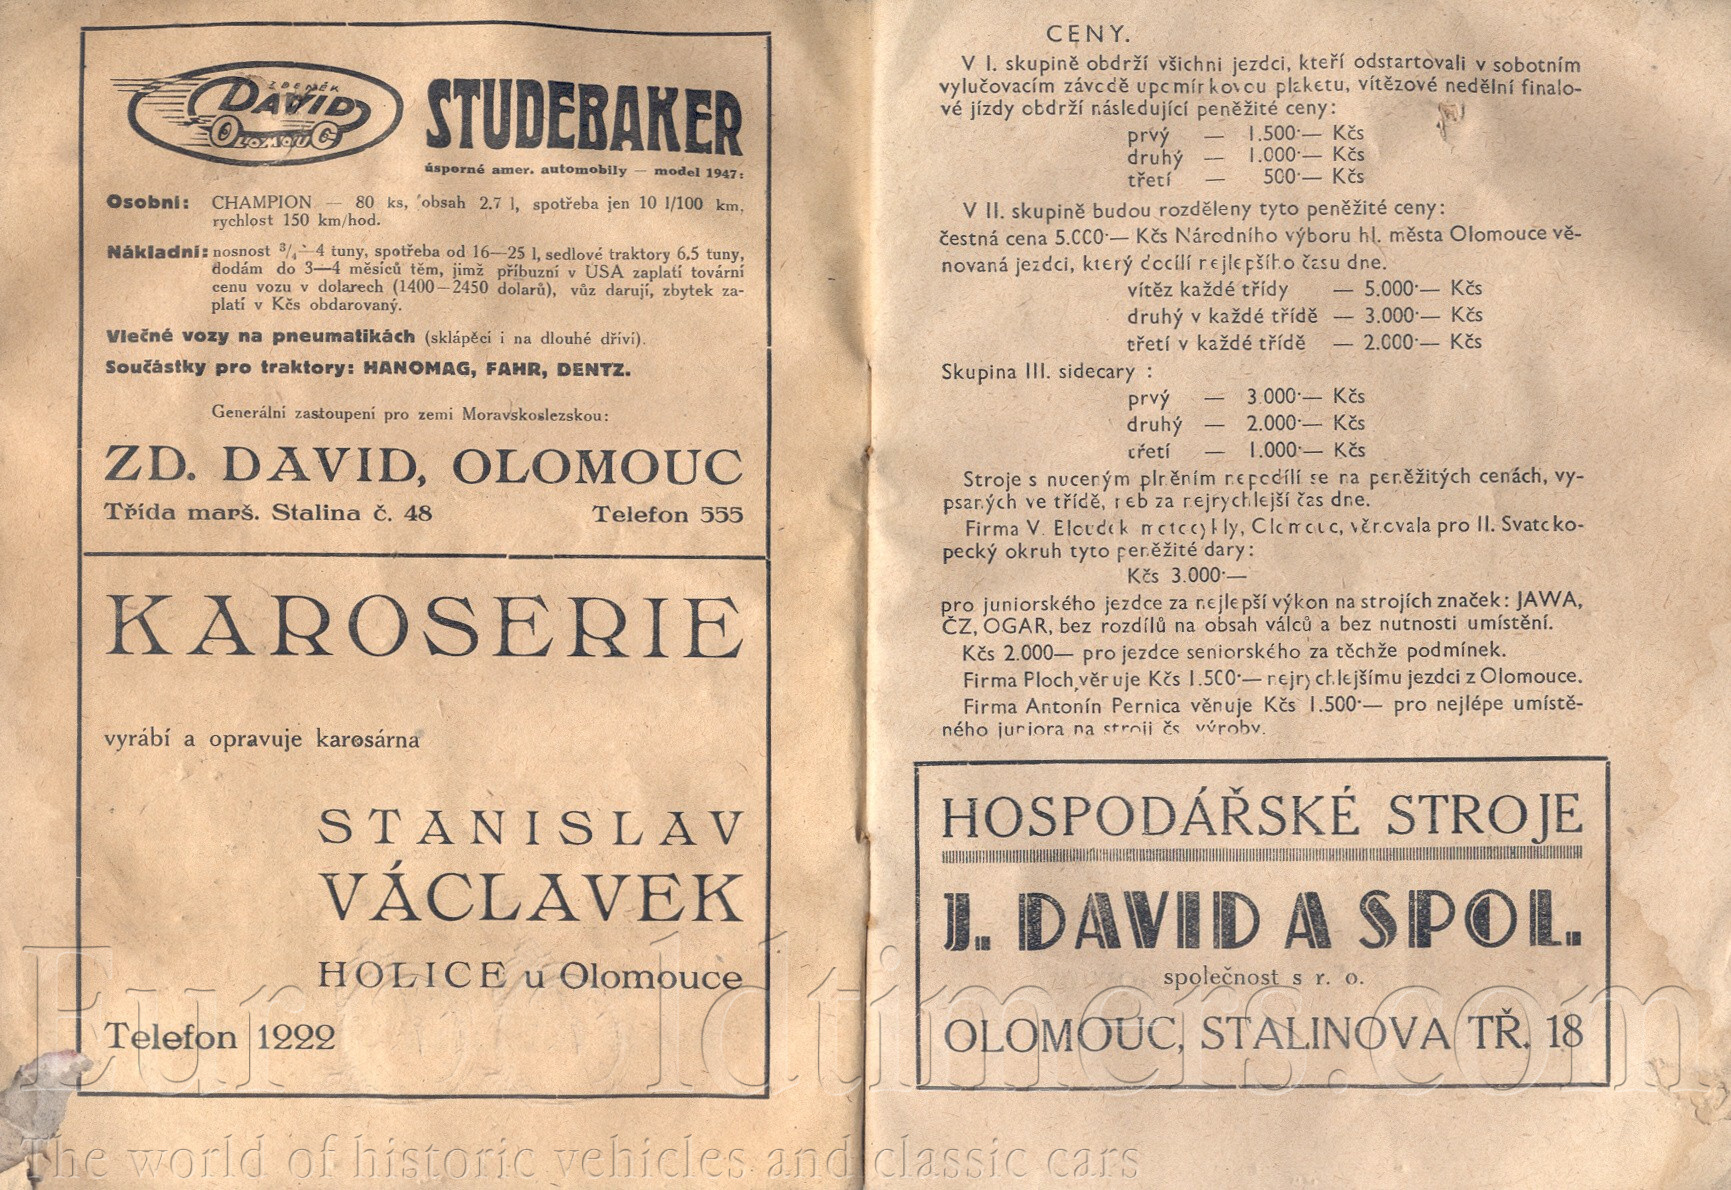 ZDENĚK
DAVID
OLOMOUC
STUDEBAKER
úsporné amer. automobily — model 1947:
Osobní: CHAMPION — 80 ks, obsah 2.7 l, spotřeba jen 10 l/100 km,
rychlost 150 km/hod.
Nákladní: nosnost ¾—4 tuny, spotřeba od 16—25 l, sedlové traktory 6.5 tuny,
dodám do 3—4 měsíců těm, jimž příbuzní v USA zaplatí tovární
cenu vozu v dolarech (1400—2450 dolarů), vůz darují, zbytek za-
platí v Kčs obdarovaný.
Vlečné vozy na pneumatikách (sklápěcí i na dlouhé dříví).
Součástky pro traktory: HANOMAG, FAHR, DENTZ.
Generální zastoupení pro zemi Moravskoslezskou:
ZD. DAVID, OLOMOUC
Třída marš. Stalina č. 48 Telefon 555
KAROSERIE
vyrábí a opravuje karosárna
STANISLAV
VÁCLAVEK
HOLICE u Olomouce
Telefon 1222
CENY.
V I. skupině obdrží všichni jezdci, kteří odstartovali v sobotním
vylučovacím závodě upomínkovou plaketu, vítězové nedělní finalo-
vé jízdy obdrží následující peněžité ceny:
prvý — 1.500·— Kčs
druhý — 1.000·— Kčs
třetí — 500·— Kčs
V II. skupině budou rozděleny tyto peněžité ceny:
čestná cena 5.000·— Kčs Národního výboru hl. města Olomouce vě-
novaná jezdci, který docílí nejlepšího času dne.
vítěz každé třídy — 5.000·— Kčs
druhý v každé třídě — 3.000·— Kčs
třetí v každé třídě — 2.000·— Kčs
Skupina III. sidecary :
prvý — 3.000·— Kčs
druhý — 2.000·— Kčs
třetí — 1.000·— Kčs
Stroje s nuceným plněním nepodílí se na peněžitých cenách, vy-
psaných ve třídě, neb za nejrychlejší čas dne.
Firma V. motocykly, Olomouc, věnovala pro II. Svatoko-
pecký okruh tyto peněžité dary:
Kčs 3.000·—
pro juniorského jezdce za nejlepší výkon na strojích značek: JAWA,
ČZ, OGAR, bez rozdílů na obsah válců a bez nutnosti umístění.
Kčs 2.000— pro jezdce seniorského za těchže podmínek.
Firma Ploch věnuje Kčs 1.500·— nejrychlejšímu jezdci z Olomouce.
Firma Antonín Pernica věnuje Kčs 1.500·— pro nejlépe umístě-
ného juniora na stroji čs. výroby.
HOSPODÁŘSKÉ STROJE
J. DAVID A SPOL.
společnost s r. o.
OLOMOUC, STALINOVA TŘ. 18
Eurooldtimers.com
The world of historic vehicles and classic cars